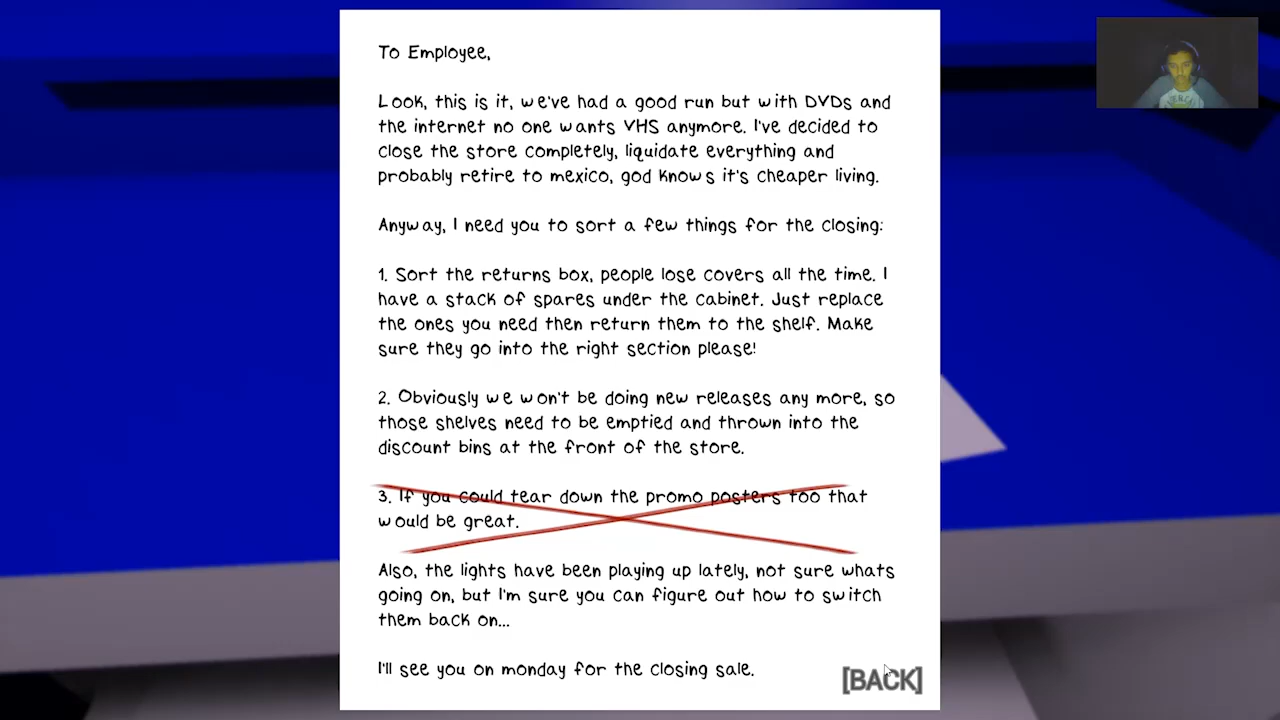 To Employee,
Look, this is it, we've had a good run but with DVDs and
the internet no one wants VHS anymore. I've decided to
close the store completely, liquidate everything and
probably retire to mexico, god knows it's cheaper living.
Anyway, I need you to sort a few things for the closing:
1. Sort the returns box, people lose covers all the time. I
have a stack of spares under the cabinet. Just replace
the ones you need then return them to the shelf. Make
sure they go into the right section please!
2. Obviously we won't be doing new releases any more, so
those shelves need to be emptied and thrown into the
discount bins at the front of the store.
3. If you could tear down the promo posters too that
would be great.
Also, the lights have been playing up lately, not sure whats
going on, but I'm sure you can figure out how to switch
them back on...
I'll see you on monday for the closing sale.
[BACK]